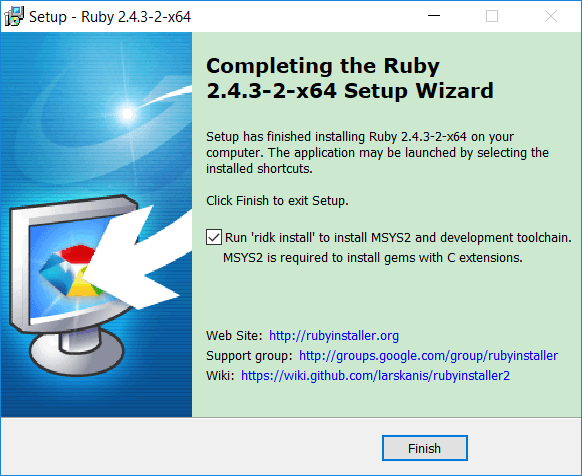 Setup - Ruby 2.4.3-2-x64
Completing the Ruby
2.4.3-2-x64 Setup Wizard
Setup has finished installing Ruby 2.4.3-2-x64 on your
computer. The application may be launched by selecting the
installed shortcuts.
Click Finish to exit Setup.
Run 'ridk install' to install MSYS2 and development toolchain.
MSYS2 is required to install gems with C extensions.
Web Site: http://rubyinstaller.org
Support group: http://groups.google.com/group/rubyinstaller
Wiki: https://wiki.github.com/larskanis/rubyinstaller2
Finish